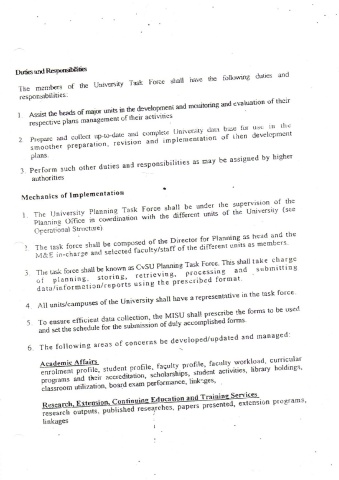 Duties and Responsibilities
The members of the University Task Force shall have the following duties and
responsibilities:
1. Assist the heads of major units in the development and monitoring and evaluation of their
respective plans management of their activities
2. Prepare and collect up-to-date and complete University data base for use in the
smoother preparation, revision and implementation of then development
plans.
3. Perform such other duties and responsibilities as may be assigned by higher
authorities
Mechanics of Implementation
1. The University Planning Task Force shall be under the supervision of the
Planning Office in coordination with the different units of the University (see
Operational Structure)
2. The task force shall be composed of the Director for Planning as head and the
M&E in-charge and selected faculty/staff of the different units as members.
3. The task force shall be known as CvSU Planning Task Force. This shall take charge
of planning, storing, retrieving, processing and submitting
data/information/reports using the prescribed format.
4. All units/campuses of the University shall have a representative in the task force
5. To ensure efficient data collection, the MISU shall prescribe the forms to be used
and set the schedule for the submission of duly accomplished forms.
6. The following areas of concerns be developed/updated and managed:
Academic Affairs
enrolment profile, student profile, faculty profile, faculty workload, curricular
programs and their accreditation, scholarships, student activities, library holdings,
classroom utilization, board exam performance, linkages,
Research, Extension, Continuing Education and Training Services
research outputs, published researches, papers presented, extension programs,
linkages